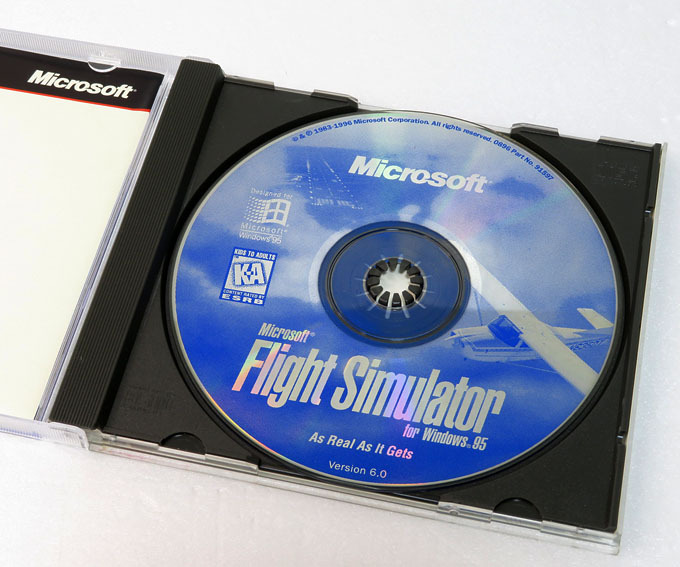 Microsoft®
℗ & © 1983-1996 Microsoft Corporation. All rights reserved. 0896 Part No. 91597
Microsoft
Designed for
Microsoft®
Windows®95
KIDS TO ADULTS
K-A
CONTENT RATED BY
ESRB
Microsoft®
Flight Simulator
for Windows® 95
As Real As It Gets
Version 6.0